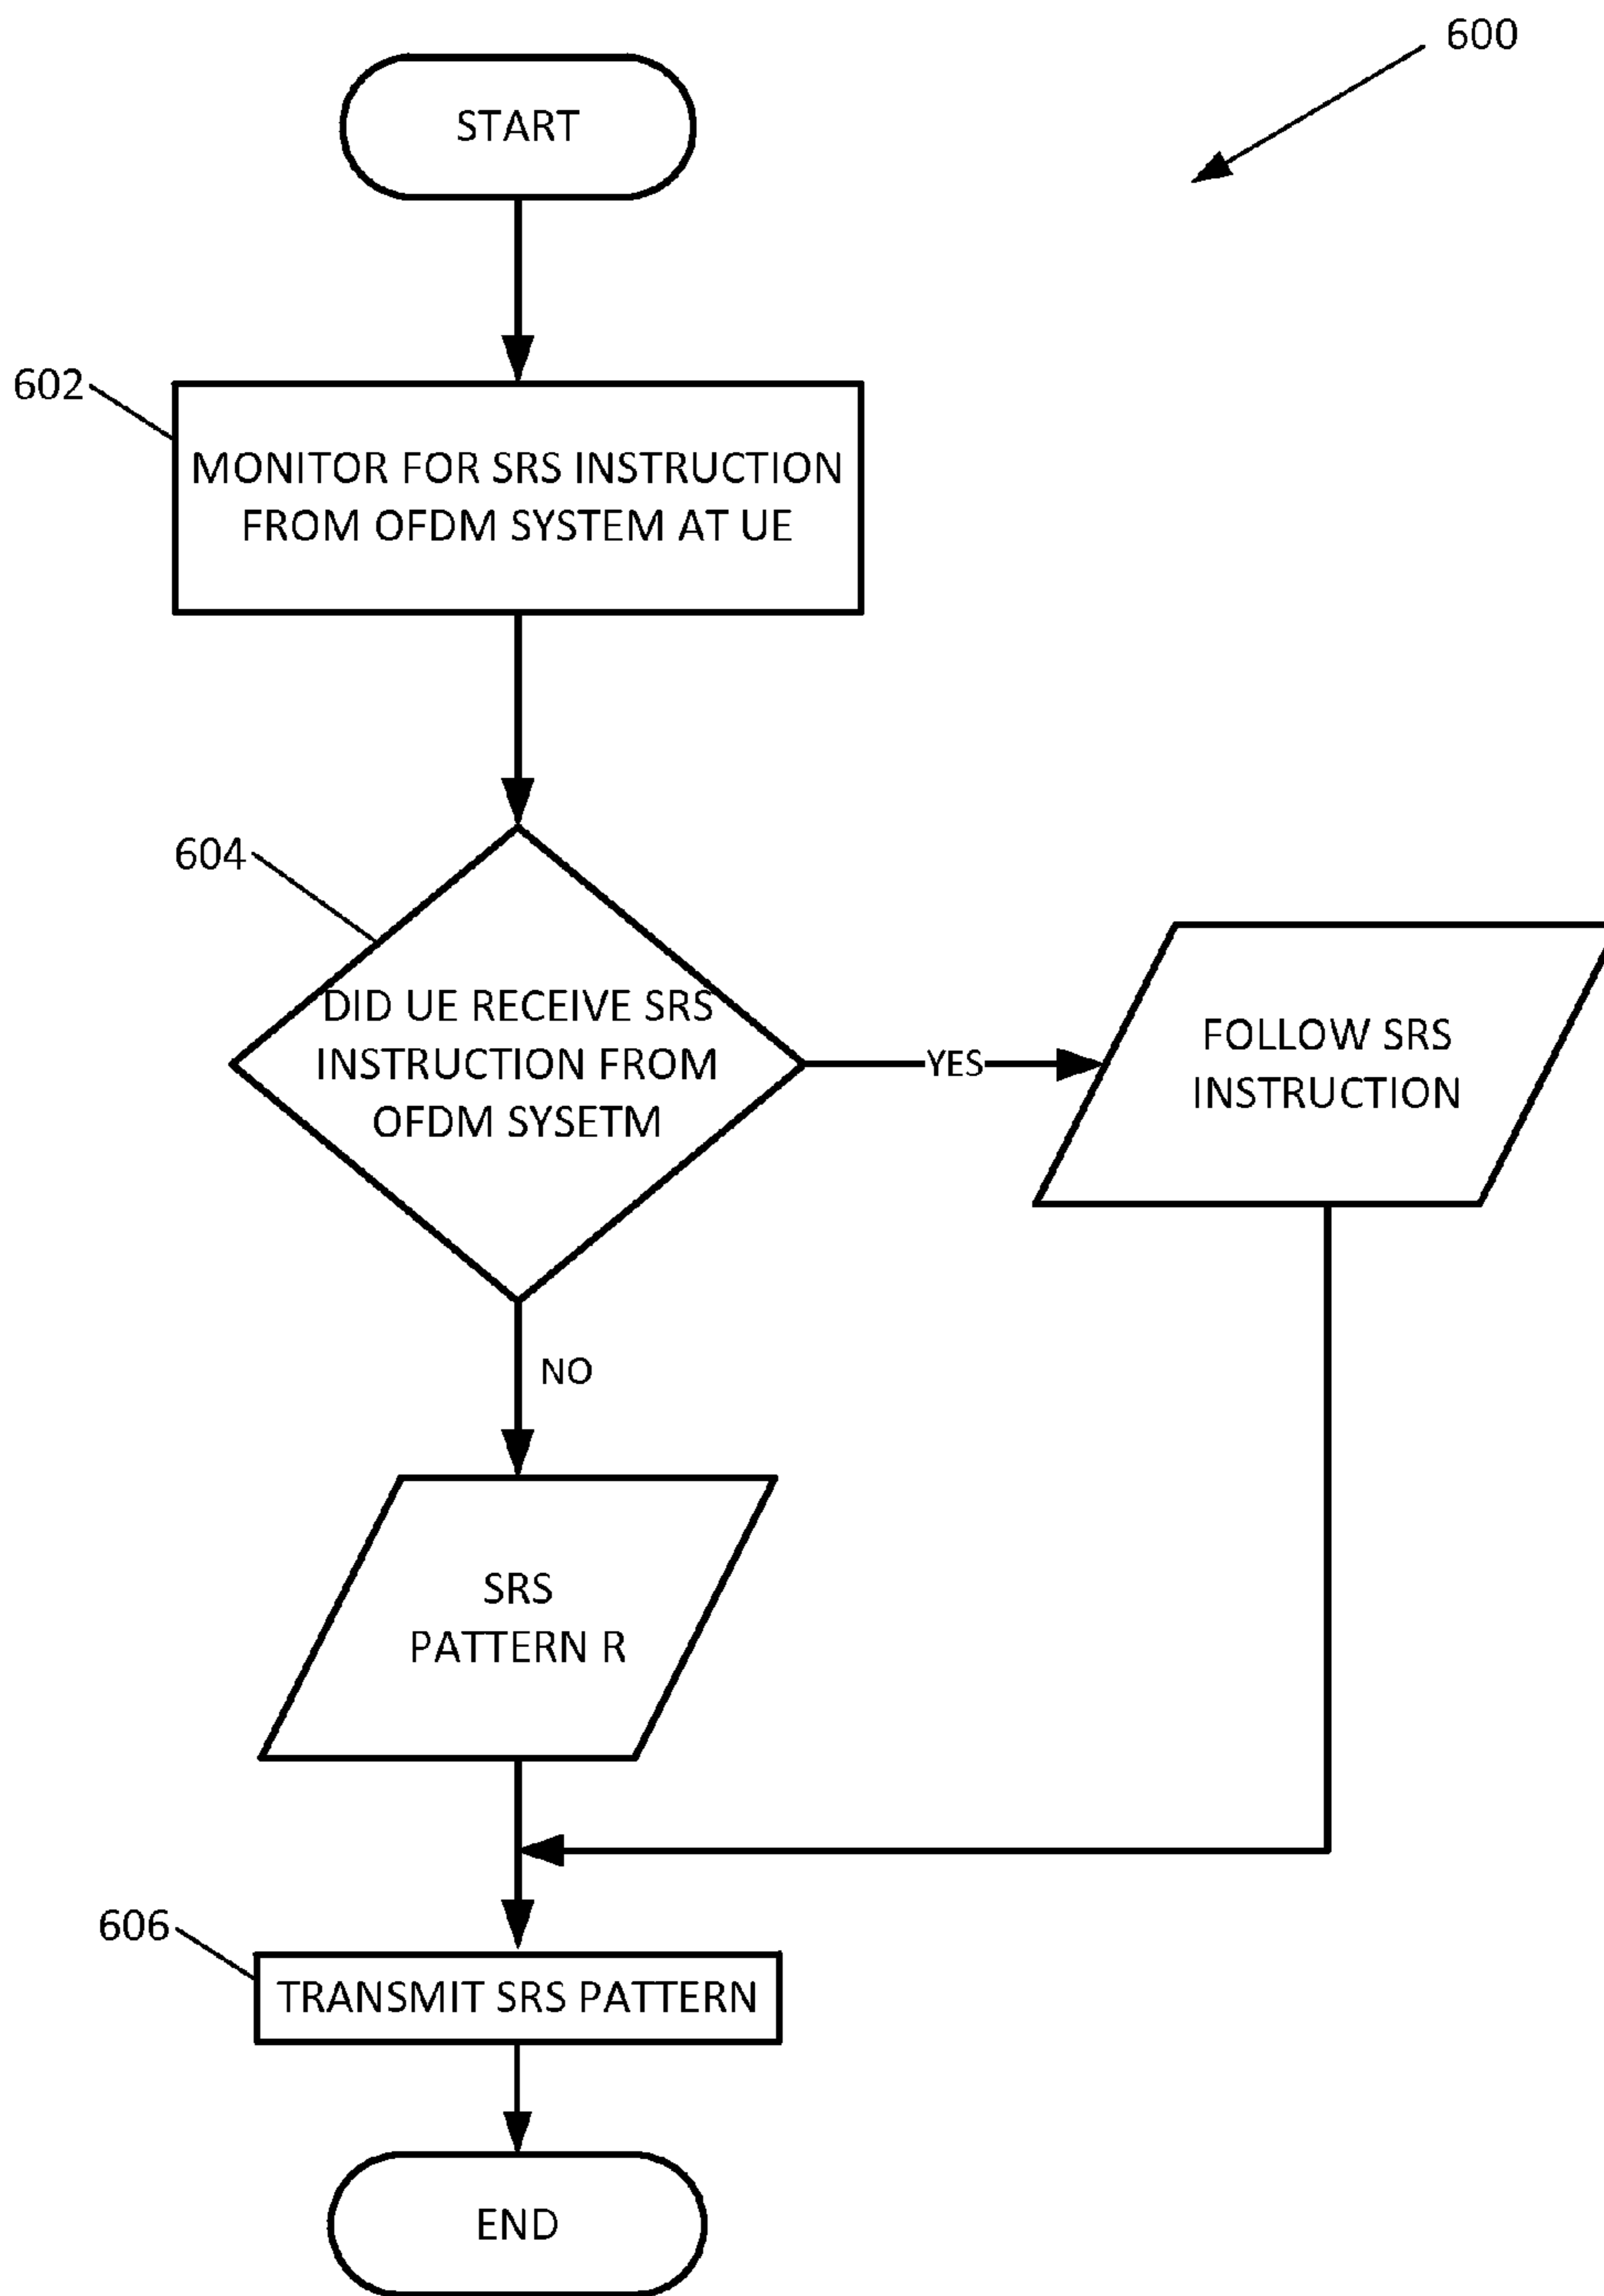 600
START
602
MONITOR FOR SRS INSTRUCTION
FROM OFDM SYSTEM AT UE
604
DID UE RECEIVE SRS
INSTRUCTION FROM
OFDM SYSETM
YES
FOLLOW SRS
INSTRUCTION
NO
SRS
PATTERN R
606
TRANSMIT SRS PATTERN
END